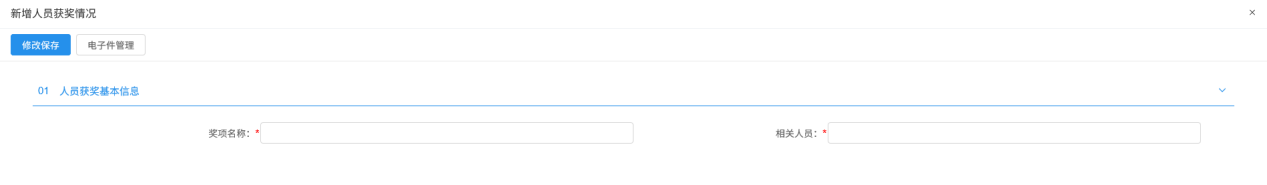 新增人员获奖情况 ×
修改保存 电子件管理
01 人员获奖基本信息
奖项名称：* 相关人员：*